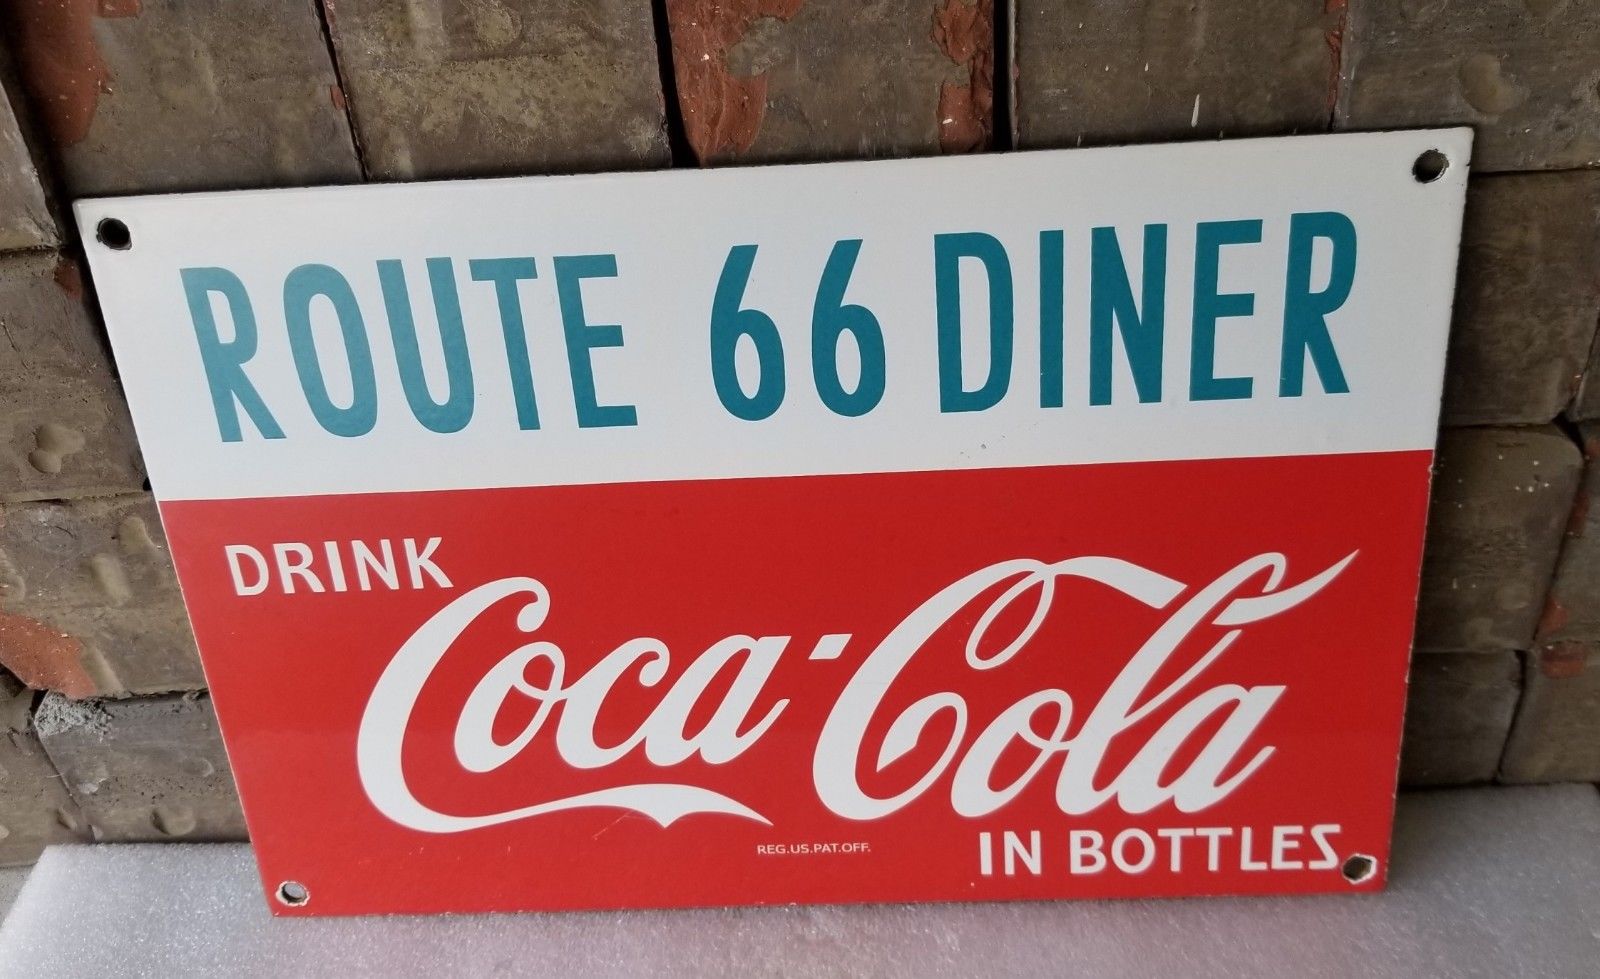 ROUTE 66 DINER
DRINK
Coca-Cola
REG.US.PAT.OFF.
IN BOTTLES